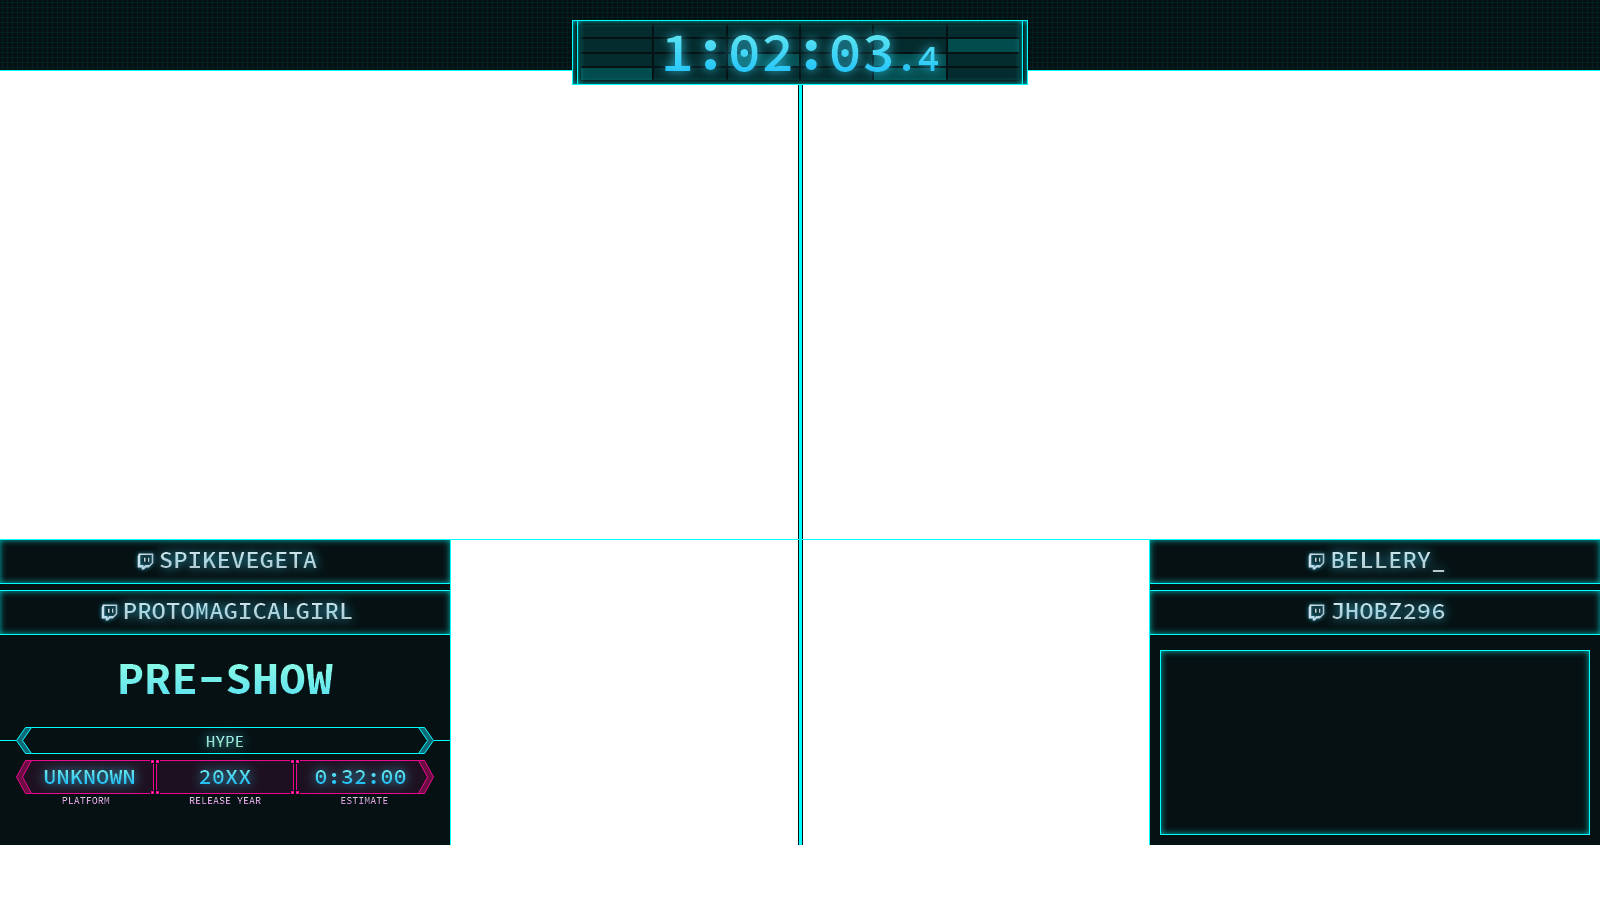 1:02:03.4
SPIKEVEGETA
PROTOMAGICALGIRL
PRE-SHOW
HYPE
UNKNOWN 20XX 0:32:00
PLATFORM RELEASE YEAR ESTIMATE
BELLERY_
JHOBZ296